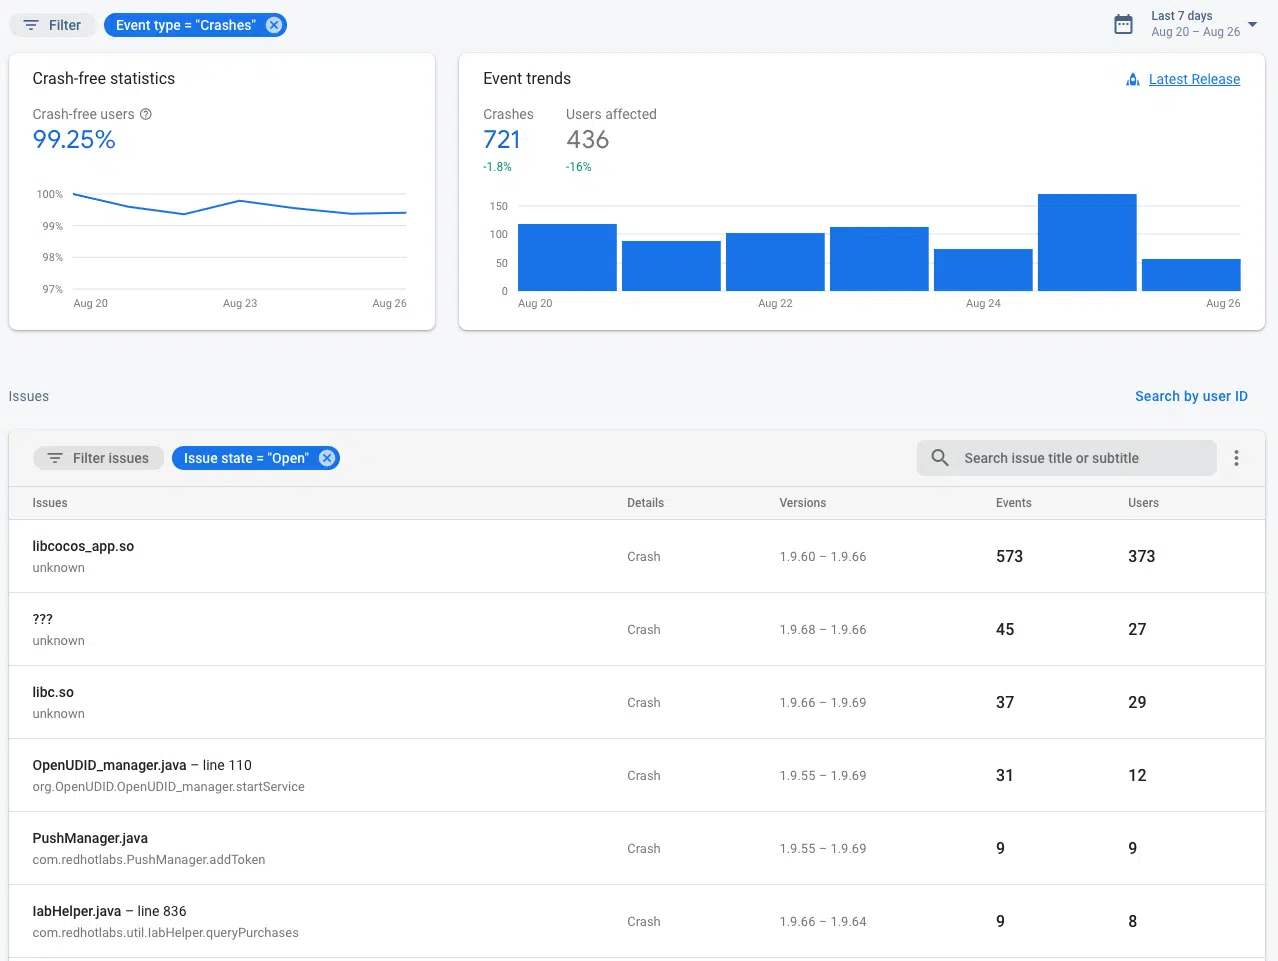 Filter
Event type = "Crashes"
Last 7 days
Aug 20 – Aug 26
Crash-free statistics
Crash-free users
99.25%
100%
99%
98%
97%
Aug 20 Aug 23 Aug 26
Event trends
Latest Release
Crashes Users affected
721 436
-1.8% -16%
150
100
50
0
Aug 20 Aug 22 Aug 24 Aug 26
Issues
Search by user ID
Filter issues
Issue state = "Open"
Search issue title or subtitle
Issues Details Versions Events Users
libcocos_app.so
unknown
Crash 1.9.60 – 1.9.66 573 373
???
unknown
Crash 1.9.68 – 1.9.66 45 27
libc.so
unknown
Crash 1.9.66 – 1.9.69 37 29
OpenUDID_manager.java – line 110
org.OpenUDID.OpenUDID_manager.startService
Crash 1.9.55 – 1.9.69 31 12
PushManager.java
com.redhotlabs.PushManager.addToken
Crash 1.9.55 – 1.9.69 9 9
IabHelper.java – line 836
com.redhotlabs.util.IabHelper.queryPurchases
Crash 1.9.66 – 1.9.64 9 8